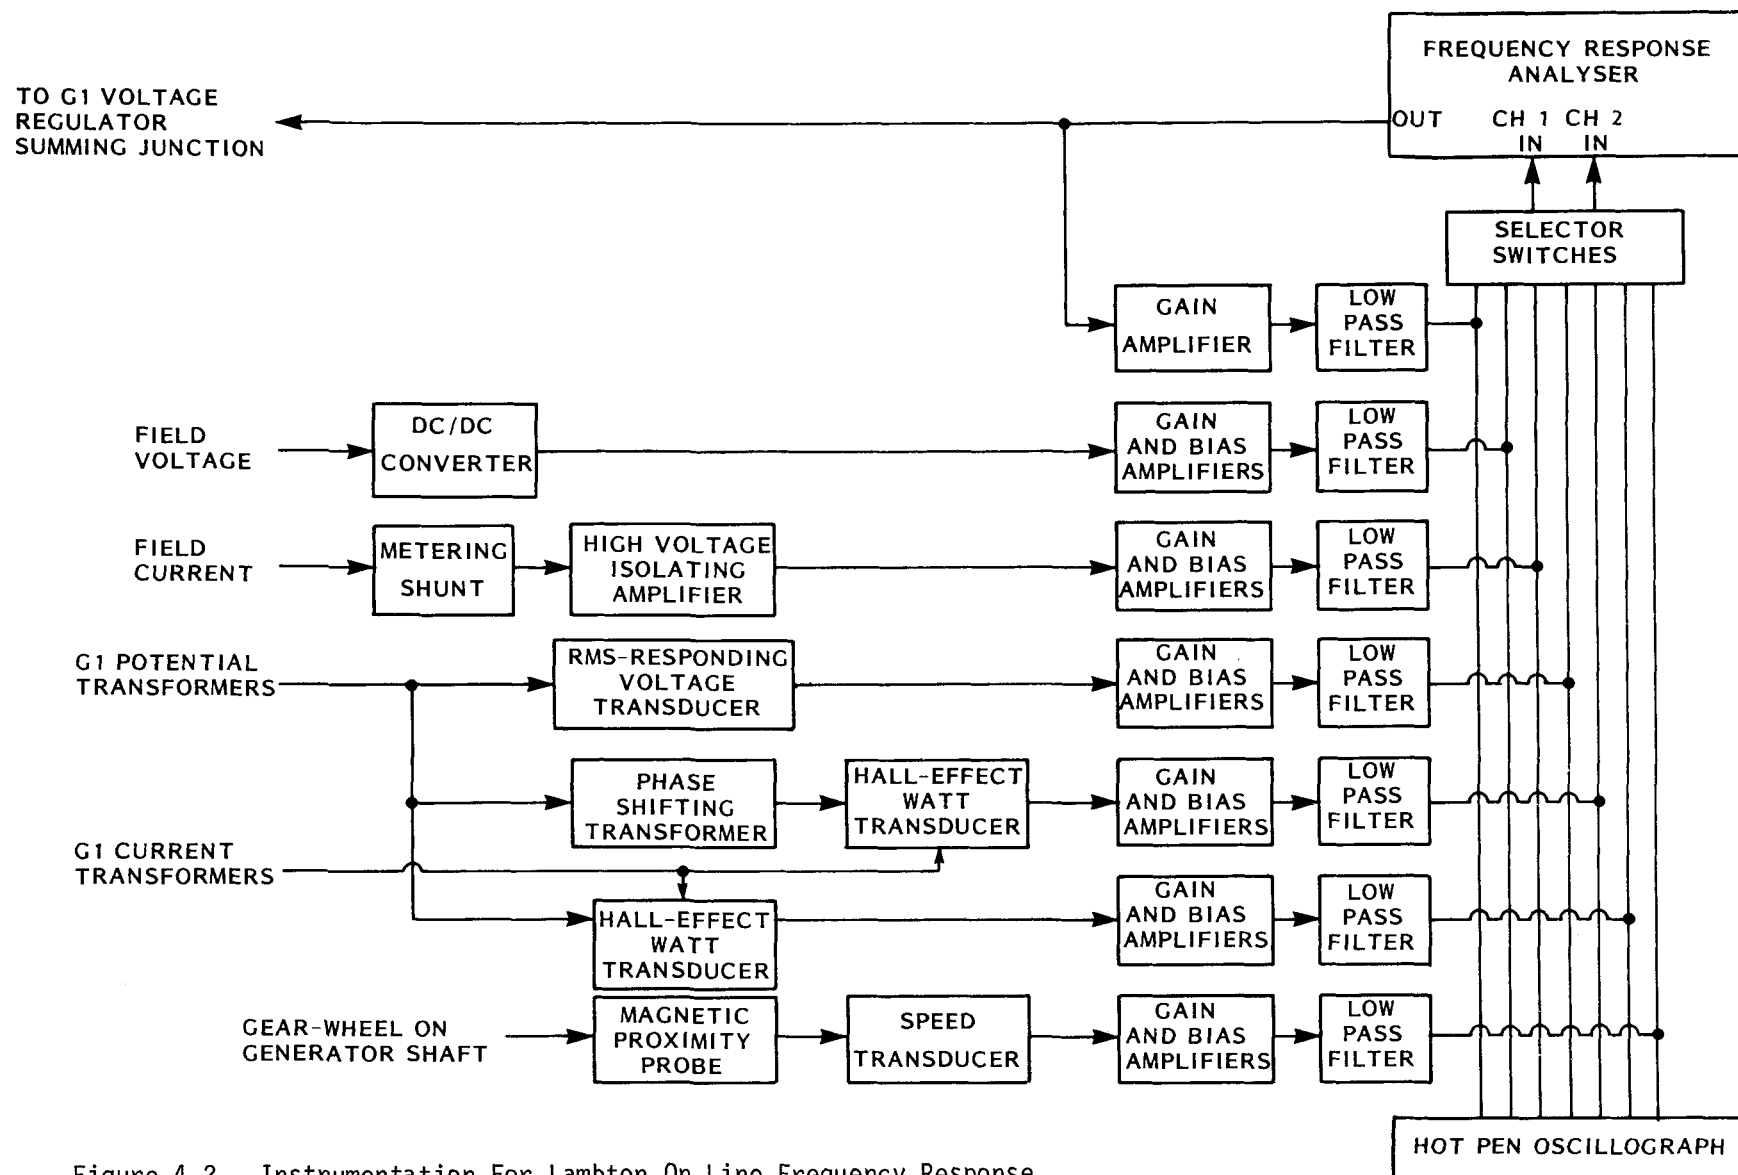 FREQUENCY RESPONSE
ANALYSER
OUT
CH 1
IN
CH 2
IN
TO G1 VOLTAGE
REGULATOR
SUMMING JUNCTION
SELECTOR
SWITCHES
GAIN
AMPLIFIER
LOW
PASS
FILTER
FIELD
VOLTAGE
DC/DC
CONVERTER
GAIN
AND BIAS
AMPLIFIERS
LOW
PASS
FILTER
FIELD
CURRENT
METERING
SHUNT
HIGH VOLTAGE
ISOLATING
AMPLIFIER
GAIN
AND BIAS
AMPLIFIERS
LOW
PASS
FILTER
G1 POTENTIAL
TRANSFORMERS
RMS-RESPONDING
VOLTAGE
TRANSDUCER
GAIN
AND BIAS
AMPLIFIERS
LOW
PASS
FILTER
PHASE
SHIFTING
TRANSFORMER
HALL-EFFECT
WATT
TRANSDUCER
GAIN
AND BIAS
AMPLIFIERS
LOW
PASS
FILTER
G1 CURRENT
TRANSFORMERS
HALL-EFFECT
WATT
TRANSDUCER
GAIN
AND BIAS
AMPLIFIERS
LOW
PASS
FILTER
GEAR-WHEEL ON
GENERATOR SHAFT
MAGNETIC
PROXIMITY
PROBE
SPEED
TRANSDUCER
GAIN
AND BIAS
AMPLIFIERS
LOW
PASS
FILTER
HOT PEN OSCILLOGRAPH
Figure 4.2 Instrumentation For Lambton On Line Frequency Response